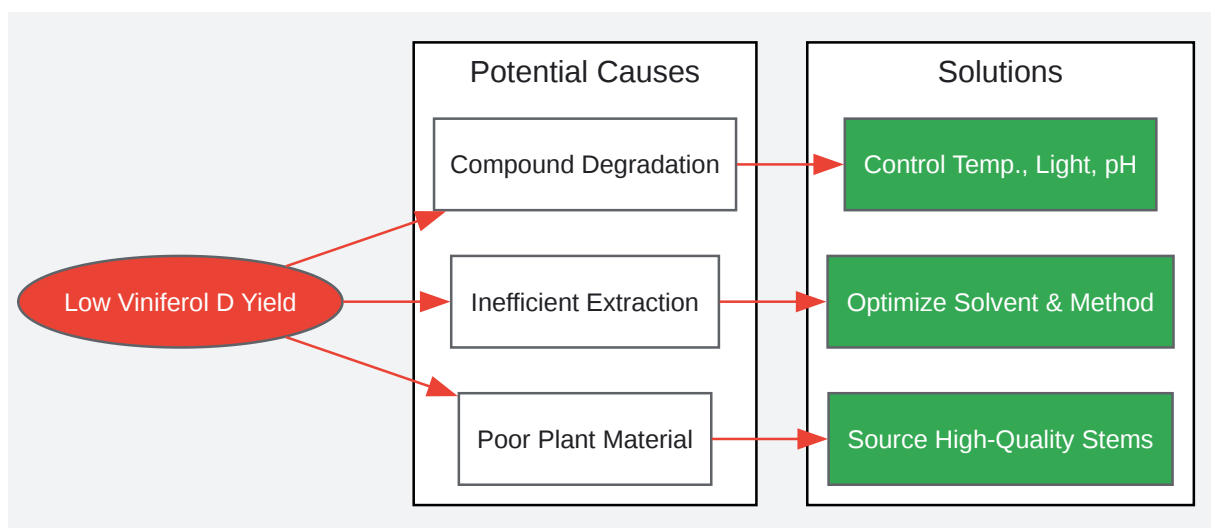 Potential Causes
Solutions
Compound Degradation
Control Temp., Light, pH
Low Viniferol D Yield
Inefficient Extraction
Optimize Solvent & Method
Poor Plant Material
Source High-Quality Stems